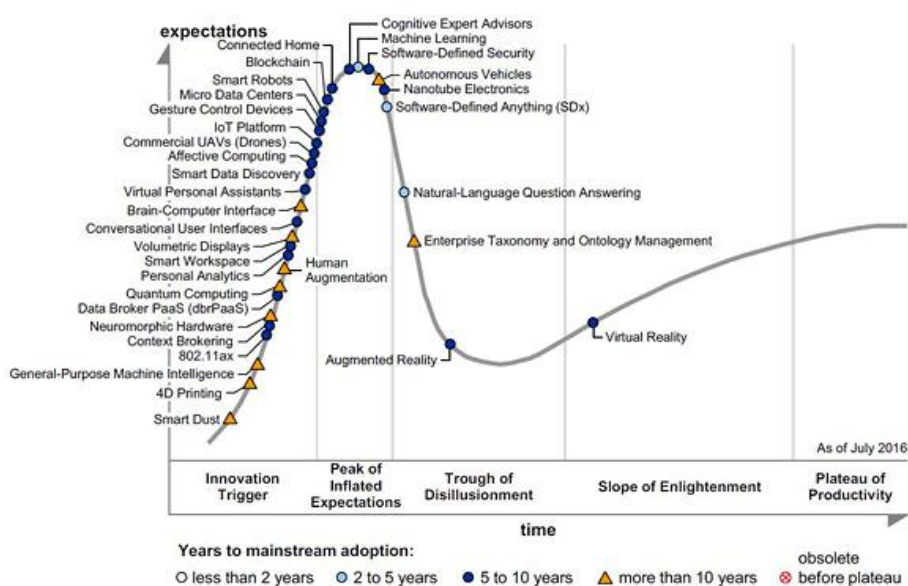 expectations
Cognitive Expert Advisors
Machine Learning
Software-Defined Security
Connected Home
Blockchain
Smart Robots
Micro Data Centers
Gesture Control Devices
IoT Platform
Commercial UAVs (Drones)
Affective Computing
Smart Data Discovery
Virtual Personal Assistants
Brain-Computer Interface
Conversational User Interfaces
Volumetric Displays
Smart Workspace
Personal Analytics
Quantum Computing
Data Broker PaaS (dbrPaaS)
Neuromorphic Hardware
Context Brokering
802.11ax
General-Purpose Machine Intelligence
4D Printing
Smart Dust
Human
Augmentation
Autonomous Vehicles
Nanotube Electronics
Software-Defined Anything (SDx)
Natural-Language Question Answering
Enterprise Taxonomy and Ontology Management
Augmented Reality
Virtual Reality
As of July 2016
Innovation
Trigger
Peak of
Inflated
Expectations
Trough of
Disillusionment
Slope of Enlightenment
Plateau of
Productivity
time
Years to mainstream adoption:
less than 2 years
2 to 5 years
5 to 10 years
more than 10 years
obsolete
before plateau